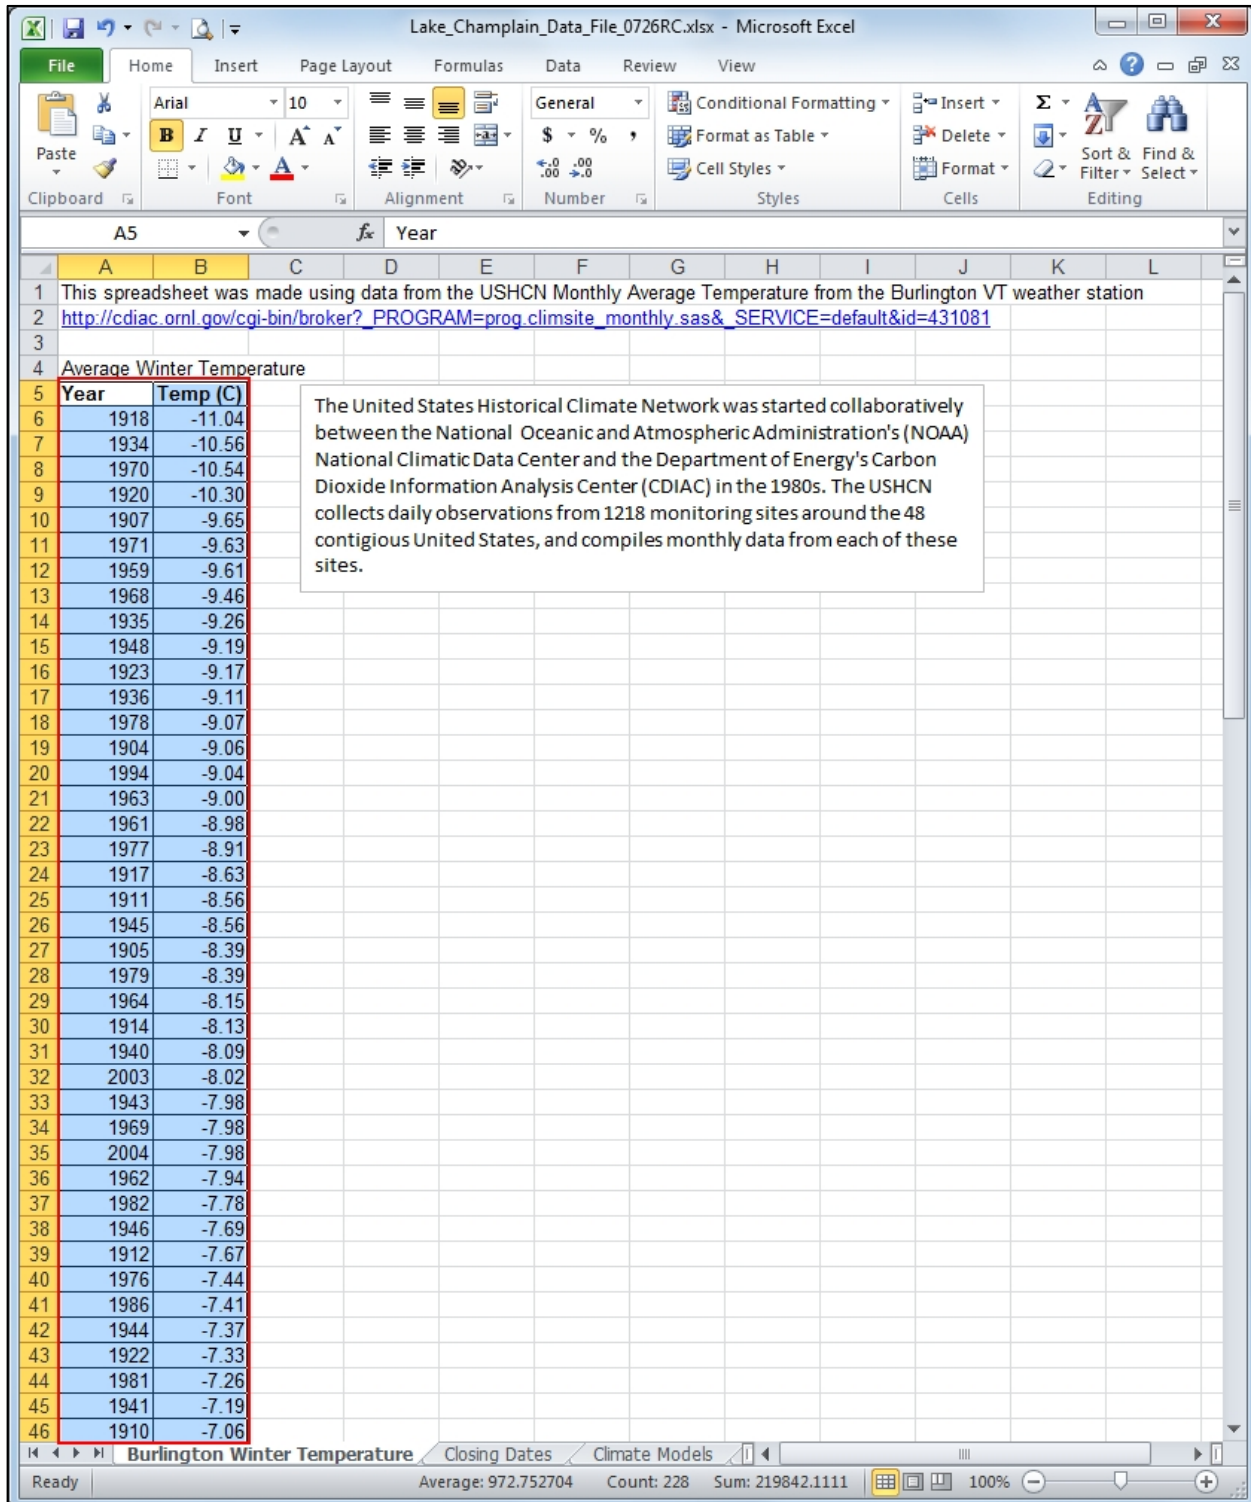 Lake_Champlain_Data_File_0726RC.xlsx - Microsoft Excel
File Home Insert Page Layout Formulas Data Review View
Arial 10 General Conditional Formatting Insert Σ
B I U A A Format as Table Delete
Paste $ % , Cell Styles Format Sort & Filter Find & Select
Clipboard Font Alignment Number Styles Cells Editing
A5 fx Year
A B C D E F G H I J K L
1 This spreadsheet was made using data from the USHCN Monthly Average Temperature from the Burlington VT weather station
2 http://cdiac.ornl.gov/cgi-bin/broker?_PROGRAM=prog.climsite_monthly.sas&_SERVICE=default&id=431081
3
4 Average Winter Temperature
5 Year Temp (C)
6 1918 -11.04
7 1934 -10.56
8 1970 -10.54
9 1920 -10.30
10 1907 -9.65
11 1971 -9.63
12 1959 -9.61
13 1968 -9.46
14 1935 -9.26
15 1948 -9.19
16 1923 -9.17
17 1936 -9.11
18 1978 -9.07
19 1904 -9.06
20 1994 -9.04
21 1963 -9.00
22 1961 -8.98
23 1977 -8.91
24 1917 -8.63
25 1911 -8.56
26 1945 -8.56
27 1905 -8.39
28 1979 -8.39
29 1964 -8.15
30 1914 -8.13
31 1940 -8.09
32 2003 -8.02
33 1943 -7.98
34 1969 -7.98
35 2004 -7.98
36 1962 -7.94
37 1982 -7.78
38 1946 -7.69
39 1912 -7.67
40 1976 -7.44
41 1986 -7.41
42 1944 -7.37
43 1922 -7.33
44 1981 -7.26
45 1941 -7.19
46 1910 -7.06
The United States Historical Climate Network was started collaboratively
between the National Oceanic and Atmospheric Administration's (NOAA)
National Climatic Data Center and the Department of Energy's Carbon
Dioxide Information Analysis Center (CDIAC) in the 1980s. The USHCN
collects daily observations from 1218 monitoring sites around the 48
contigious United States, and compiles monthly data from each of these
sites.
Burlington Winter Temperature Closing Dates Climate Models
Ready Average: 972.752704 Count: 228 Sum: 219842.1111 100%